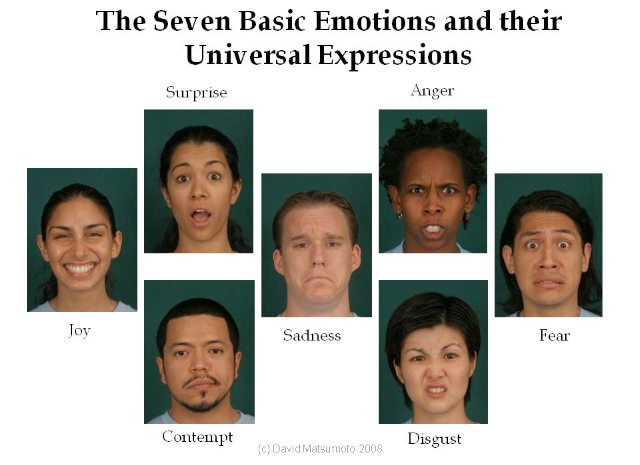 The Seven Basic Emotions and their
Universal Expressions
Surprise
Anger
Joy
Sadness
Fear
Contempt
Disgust
(c) David Matsumoto 2008